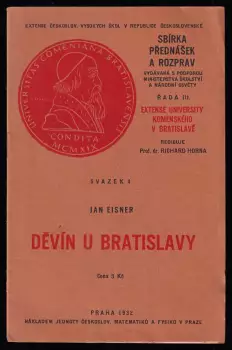 EXTENSE ČESKOSLOV. VYSOKÝCH ŠKOL V REPUBLICE ČESKOSLOVENSKÉ
SBÍRKA
PŘEDNÁŠEK
A ROZPRAV
VYDÁVANÁ S PODPOROU
MINISTERSTVA ŠKOLSTVÍ
A NÁRODNÍ OSVĚTY
ŘADA III.
EXTENSE UNIVERSITY
KOMENSKÉHO
V BRATISLAVĚ
REDIGUJE
Prof. dr. RICHARD HORNA
UNIVERSITAS COMENIANA BRATISLAVENSIS
CONDITA
MCMXIX
SVAZEK 4
JAN EISNER
DĚVÍN U BRATISLAVY
Cena 5 Kč
PRAHA 1932
NÁKLADEM JEDNOTY ČESKOSLOV. MATEMATIKŮ A FYSIKŮ V PRAZE